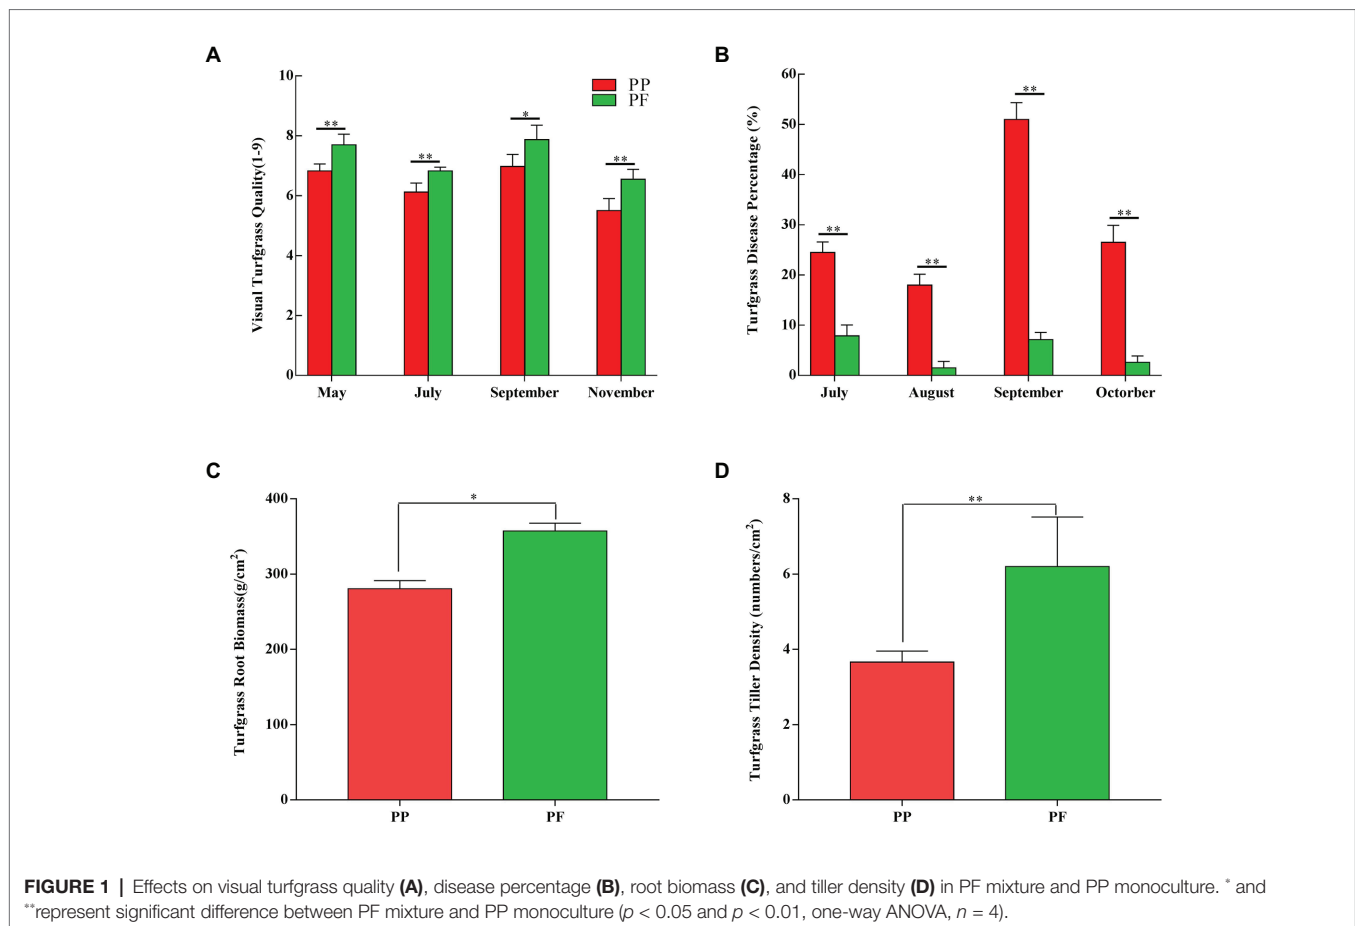 A
10
8
6
4
2
0
Visual Turfgrass Quality(1-9)
PP
PF
**
**
*
**
May
July
September
November
B
60
50
40
30
20
10
0
Turfgrass Disease Percentage (%)
**
**
**
**
July
August
September
Octorber
C
400
300
200
100
0
Turfgrass Root Biomass(g/cm²)
*
PP
PF
D
8
6
4
2
0
Turfgrass Tiller Density (numbers/cm²)
**
PP
PF
FIGURE 1 | Effects on visual turfgrass quality (A), disease percentage (B), root biomass (C), and tiller density (D) in PF mixture and PP monoculture. * and
**represent significant difference between PF mixture and PP monoculture (p < 0.05 and p < 0.01, one-way ANOVA, n = 4).